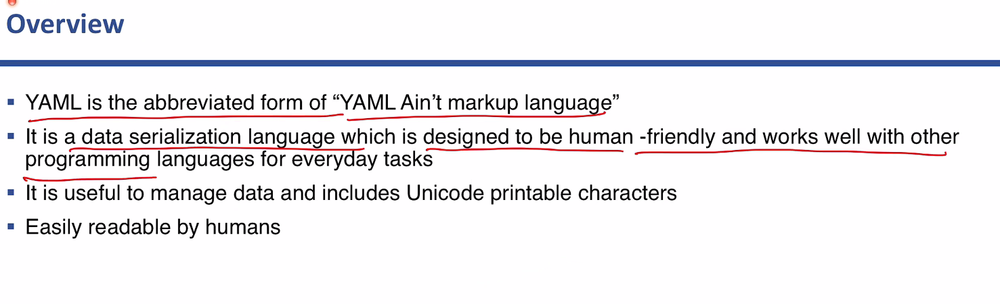 Overview
▪ YAML is the abbreviated form of “YAML Ain’t markup language”
▪ It is a data serialization language which is designed to be human -friendly and works well with other
programming languages for everyday tasks
▪ It is useful to manage data and includes Unicode printable characters
▪ Easily readable by humans